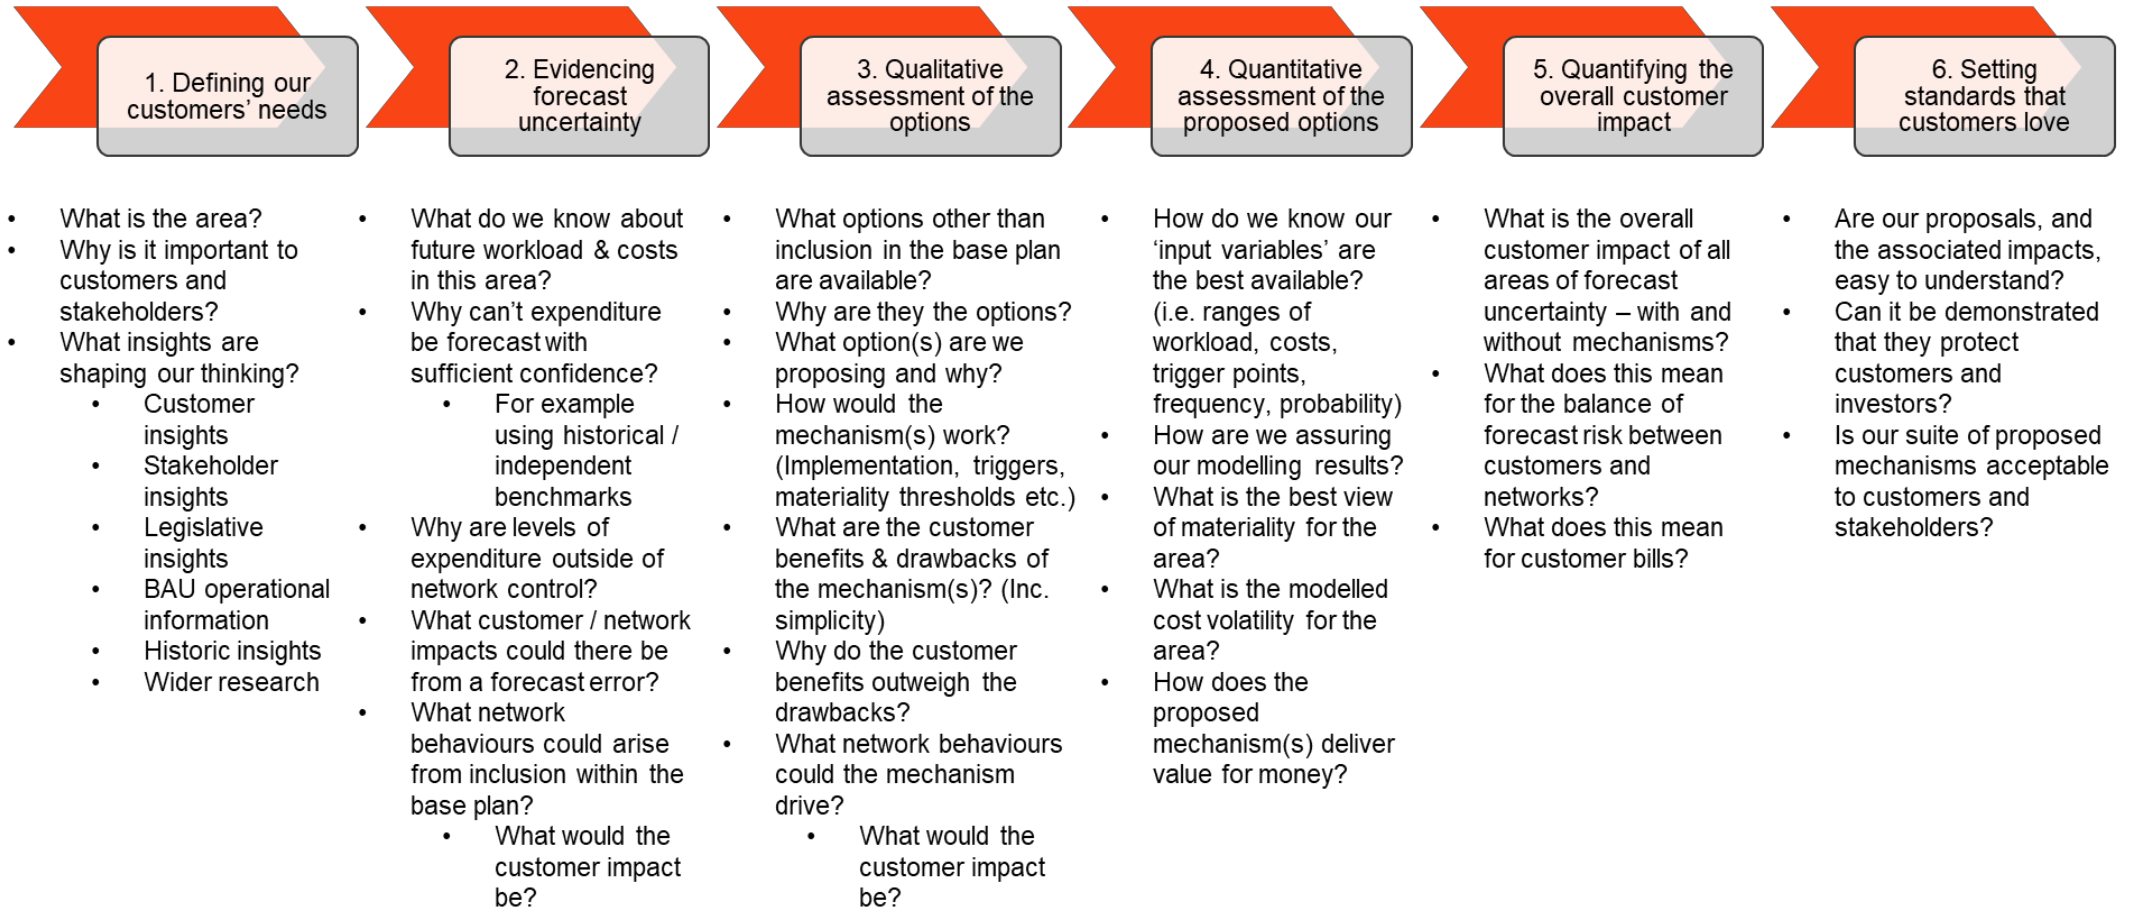 1. Defining our
customers’ needs
2. Evidencing
forecast
uncertainty
3. Qualitative
assessment of the
options
4. Quantitative
assessment of the
proposed options
5. Quantifying the
overall customer
impact
6. Setting
standards that
customers love
• What is the area?
• Why is it important to
customers and
stakeholders?
• What insights are
shaping our thinking?
• Customer
insights
• Stakeholder
insights
• Legislative
insights
• BAU operational
information
• Historic insights
• Wider research
• What do we know about
future workload & costs
in this area?
• Why can’t expenditure
be forecast with
sufficient confidence?
• For example
using historical /
independent
benchmarks
• Why are levels of
expenditure outside of
network control?
• What customer / network
impacts could there be
from a forecast error?
• What network
behaviours could arise
from inclusion within the
base plan?
• What would the
customer impact
be?
• What options other than
inclusion in the base plan
are available?
• Why are they the options?
• What option(s) are we
proposing and why?
• How would the
mechanism(s) work?
(Implementation, triggers,
materiality thresholds etc.)
• What are the customer
benefits & drawbacks of
the mechanism(s)? (Inc.
simplicity)
• Why do the customer
benefits outweigh the
drawbacks?
• What network behaviours
could the mechanism
drive?
• What would the
customer impact
be?
• How do we know our
‘input variables’ are
the best available?
(i.e. ranges of
workload, costs,
trigger points,
frequency, probability)
• How are we assuring
our modelling results?
• What is the best view
of materiality for the
area?
• What is the modelled
cost volatility for the
area?
• How does the
proposed
mechanism(s) deliver
value for money?
• What is the overall
customer impact of all
areas of forecast
uncertainty – with and
without mechanisms?
• What does this mean
for the balance of
forecast risk between
customers and
networks?
• What does this mean
for customer bills?
• Are our proposals, and
the associated impacts,
easy to understand?
• Can it be demonstrated
that they protect
customers and
investors?
• Is our suite of proposed
mechanisms acceptable
to customers and
stakeholders?